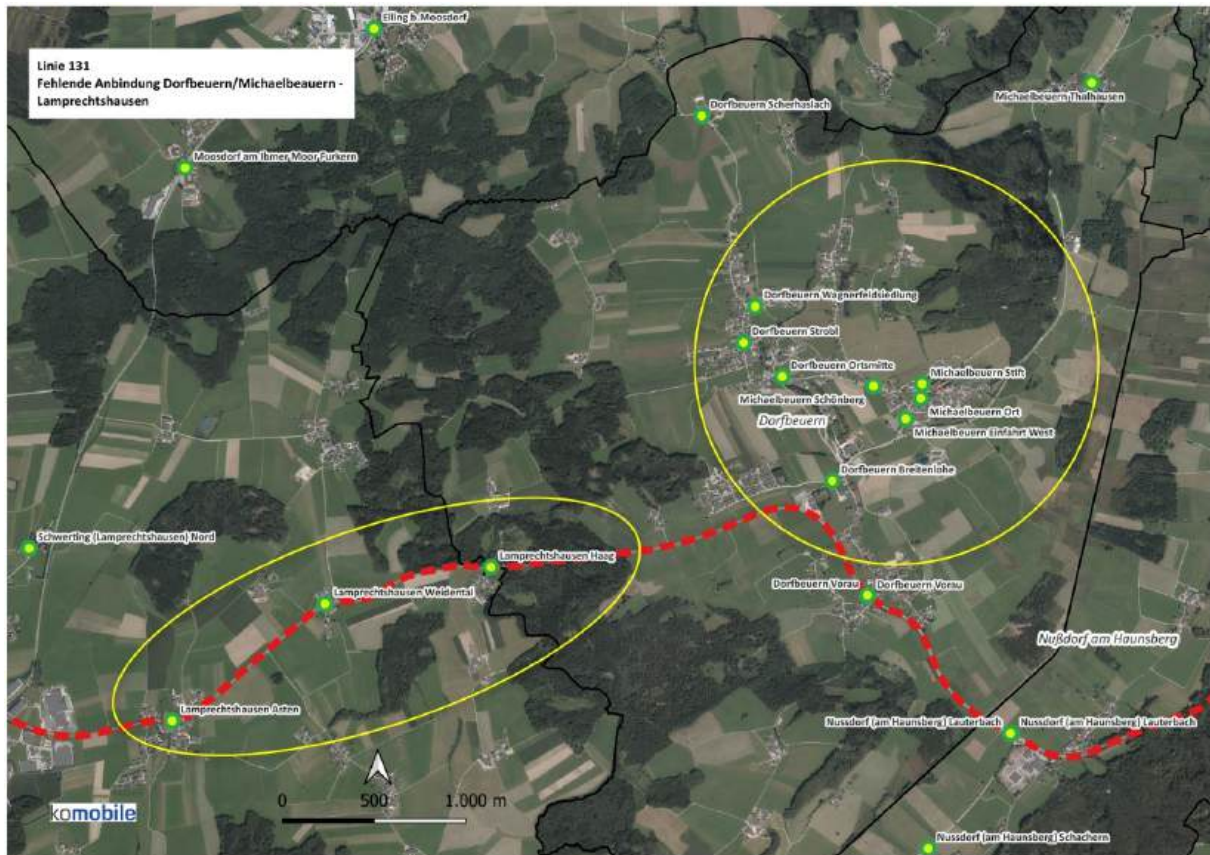 Elling b.Moosdorf
Linie 131
Fehlende Anbindung Dorfbeuern/Michaelbeauern -
Lamprechtshausen
Michaelbeuern Thalhausen
Dorfbeuern Scherhaslach
Moosdorf am Ibmer Moor Furkern
Dorfbeuern Wagnerfeldsiedlung
Dorfbeuern Strobl
Dorfbeuern Ortsmitte
Michaelbeuern Stift
Michaelbeuern Schönberg
Michaelbeuern Ort
Dorfbeuern
Michaelbeuern Einfahrt West
Dorfbeuern Breitenlohe
Schwerting (Lamprechtshausen) Nord
Lamprechtshausen Haag
Dorfbeuern Vorau
Dorfbeuern Vorau
Lamprechtshausen Weidental
Nußdorf am Haunsberg
Lamprechtshausen Asten
Nussdorf (am Haunsberg) Lauterbach
Nussdorf (am Haunsberg) Lauterbach
0 500 1.000 m
komobile
Nussdorf (am Haunsberg) Schachern